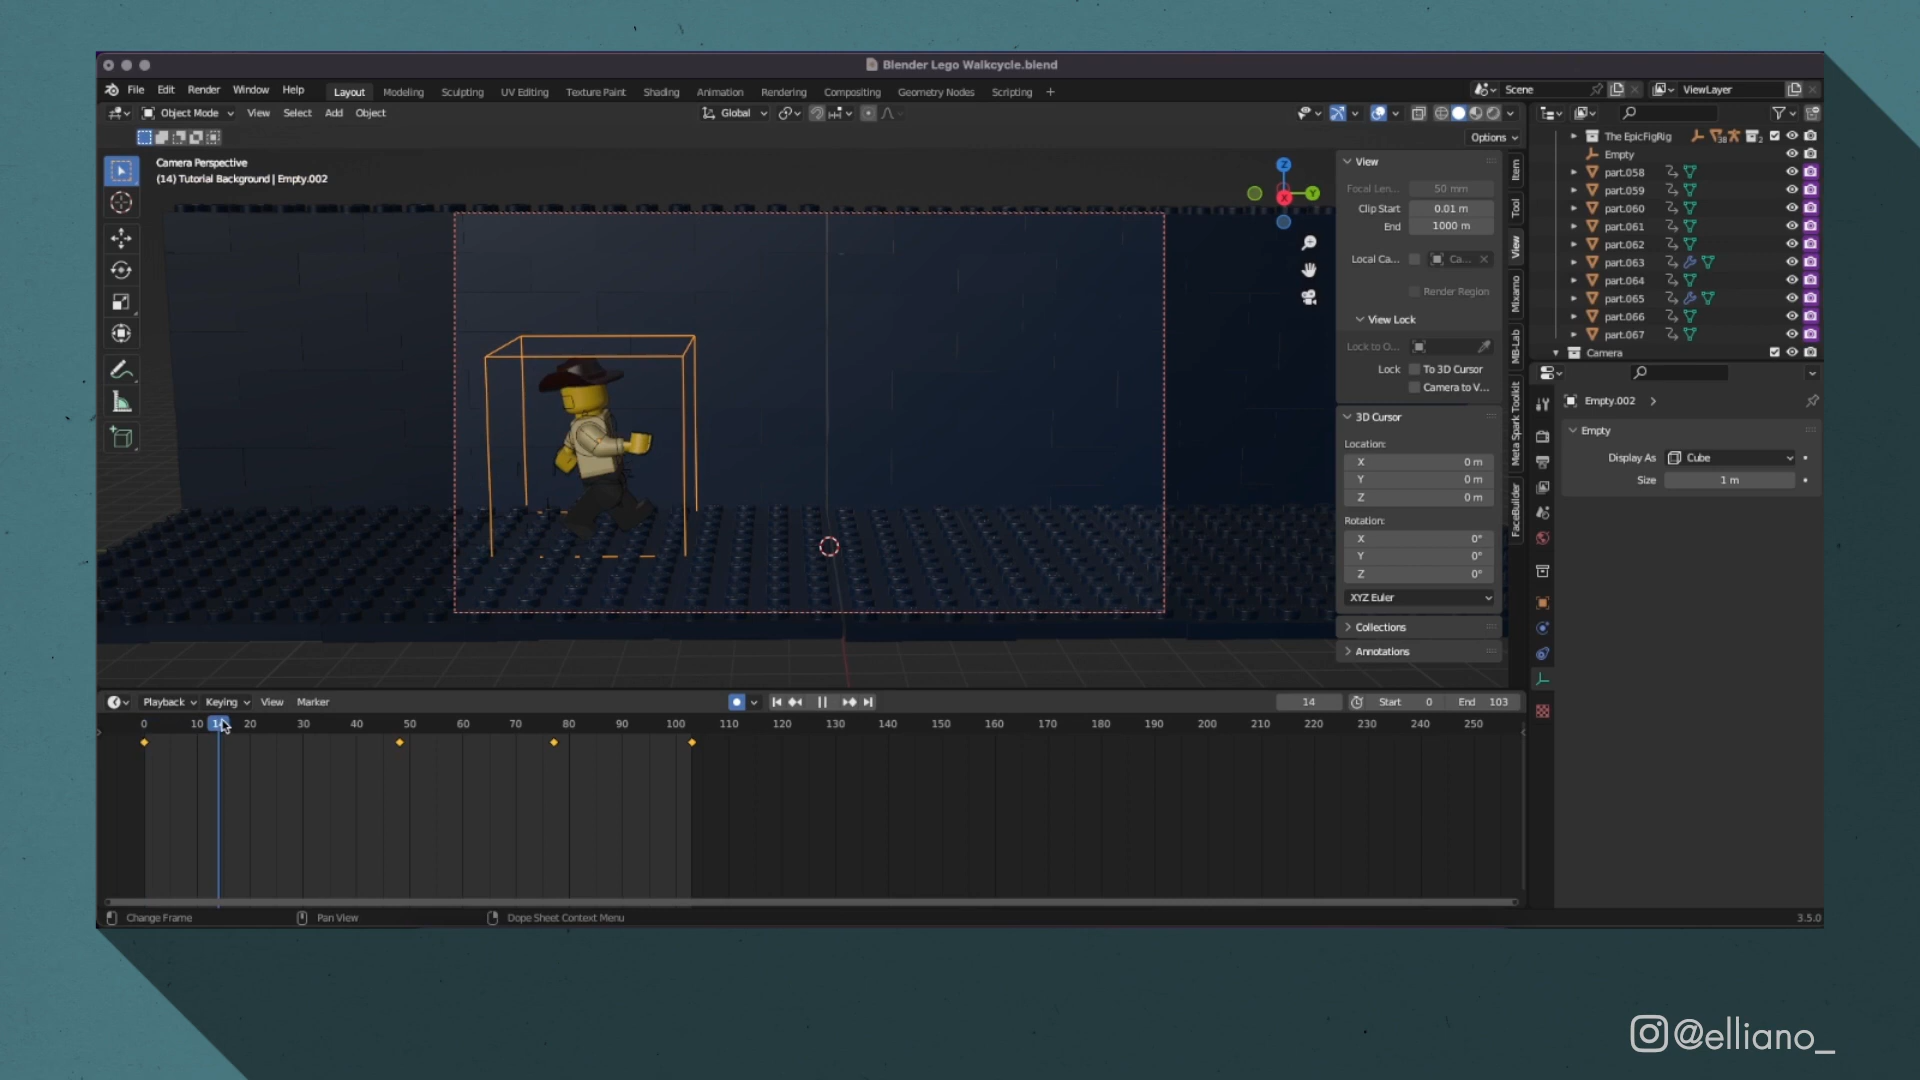 Blender Lego Walkcycle.blend
File Edit Render Window Help Layout Modeling Sculpting UV Editing Texture Paint Shading Animation Rendering Compositing Geometry Nodes Scripting + Scene ViewLayer
Object Mode View Select Add Object Global
Options
Camera Perspective
(14) Tutorial Background | Empty.002
Z
Y
X
View
Focal Len... 50 mm
Clip Start 0.01 m
End 1000 m
Local Ca... Ca...
Render Region
View Lock
Lock to O...
Lock To 3D Cursor
Camera to V...
3D Cursor
Location:
X 0 m
Y 0 m
Z 0 m
Rotation:
X 0°
Y 0°
Z 0°
XYZ Euler
Collections
Annotations
Item
Tool
View
Mixamo
MB-Lab
Meta Spark Toolkit
FaceBuilder
The EpicFigRig
Empty
part.058
part.059
part.060
part.061
part.062
part.063
part.064
part.065
part.066
part.067
Camera
Empty.002
Empty
Display As Cube
Size 1 m
Playback Keying View Marker 14 Start 0 End 103
0 10 14 20 30 40 50 60 70 80 90 100 110 120 130 140 150 160 170 180 190 200 210 220 230 240 250
Change Frame Pan View Dope Sheet Context Menu 3.5.0
@elliano_